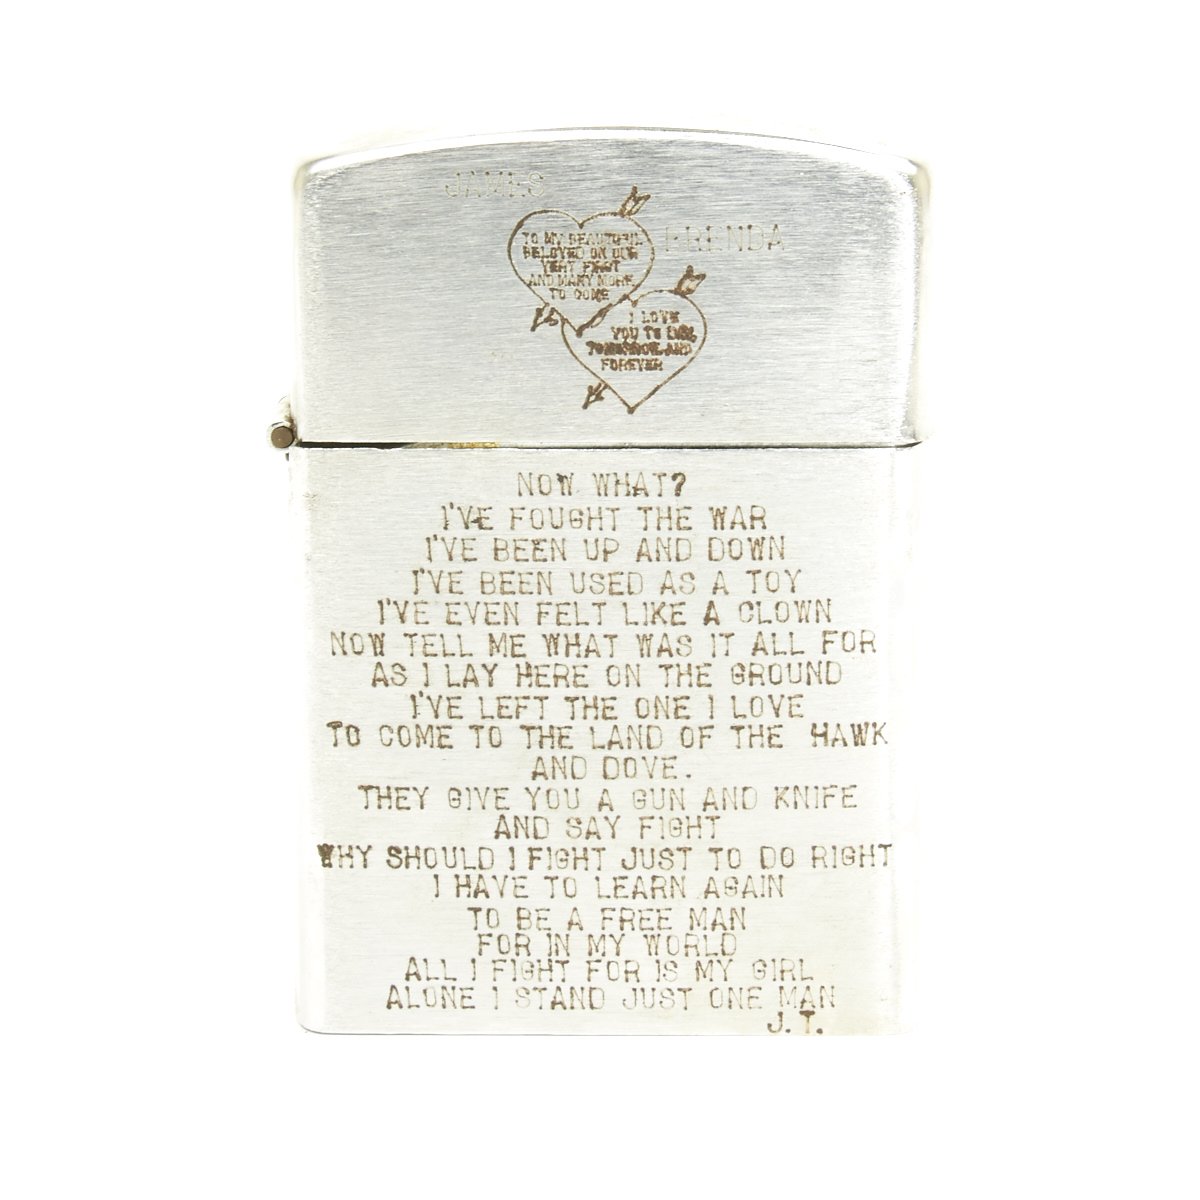 JAMES
BRENDA
TO MY BEAUTIFUL
BELOVED ON OUR
VERY FIRST
AND MANY MORE
TO COME
I LOVE
YOU TO
TOMORROW, AND
FOREVER
NOW WHAT?
I'VE FOUGHT THE WAR
I'VE BEEN UP AND DOWN
I'VE BEEN USED AS A TOY
I'VE EVEN FELT LIKE A CLOWN
NOW TELL ME WHAT WAS IT ALL FOR
AS I LAY HERE ON THE GROUND
I'VE LEFT THE ONE I LOVE
TO COME TO THE LAND OF THE HAWK
AND DOVE.
THEY GIVE YOU A GUN AND KNIFE
AND SAY FIGHT
WHY SHOULD I FIGHT JUST TO DO RIGHT
I HAVE TO LEARN AGAIN
TO BE A FREE MAN
FOR IN MY WORLD
ALL I FIGHT FOR IS MY GIRL
ALONE I STAND JUST ONE MAN
J.T.